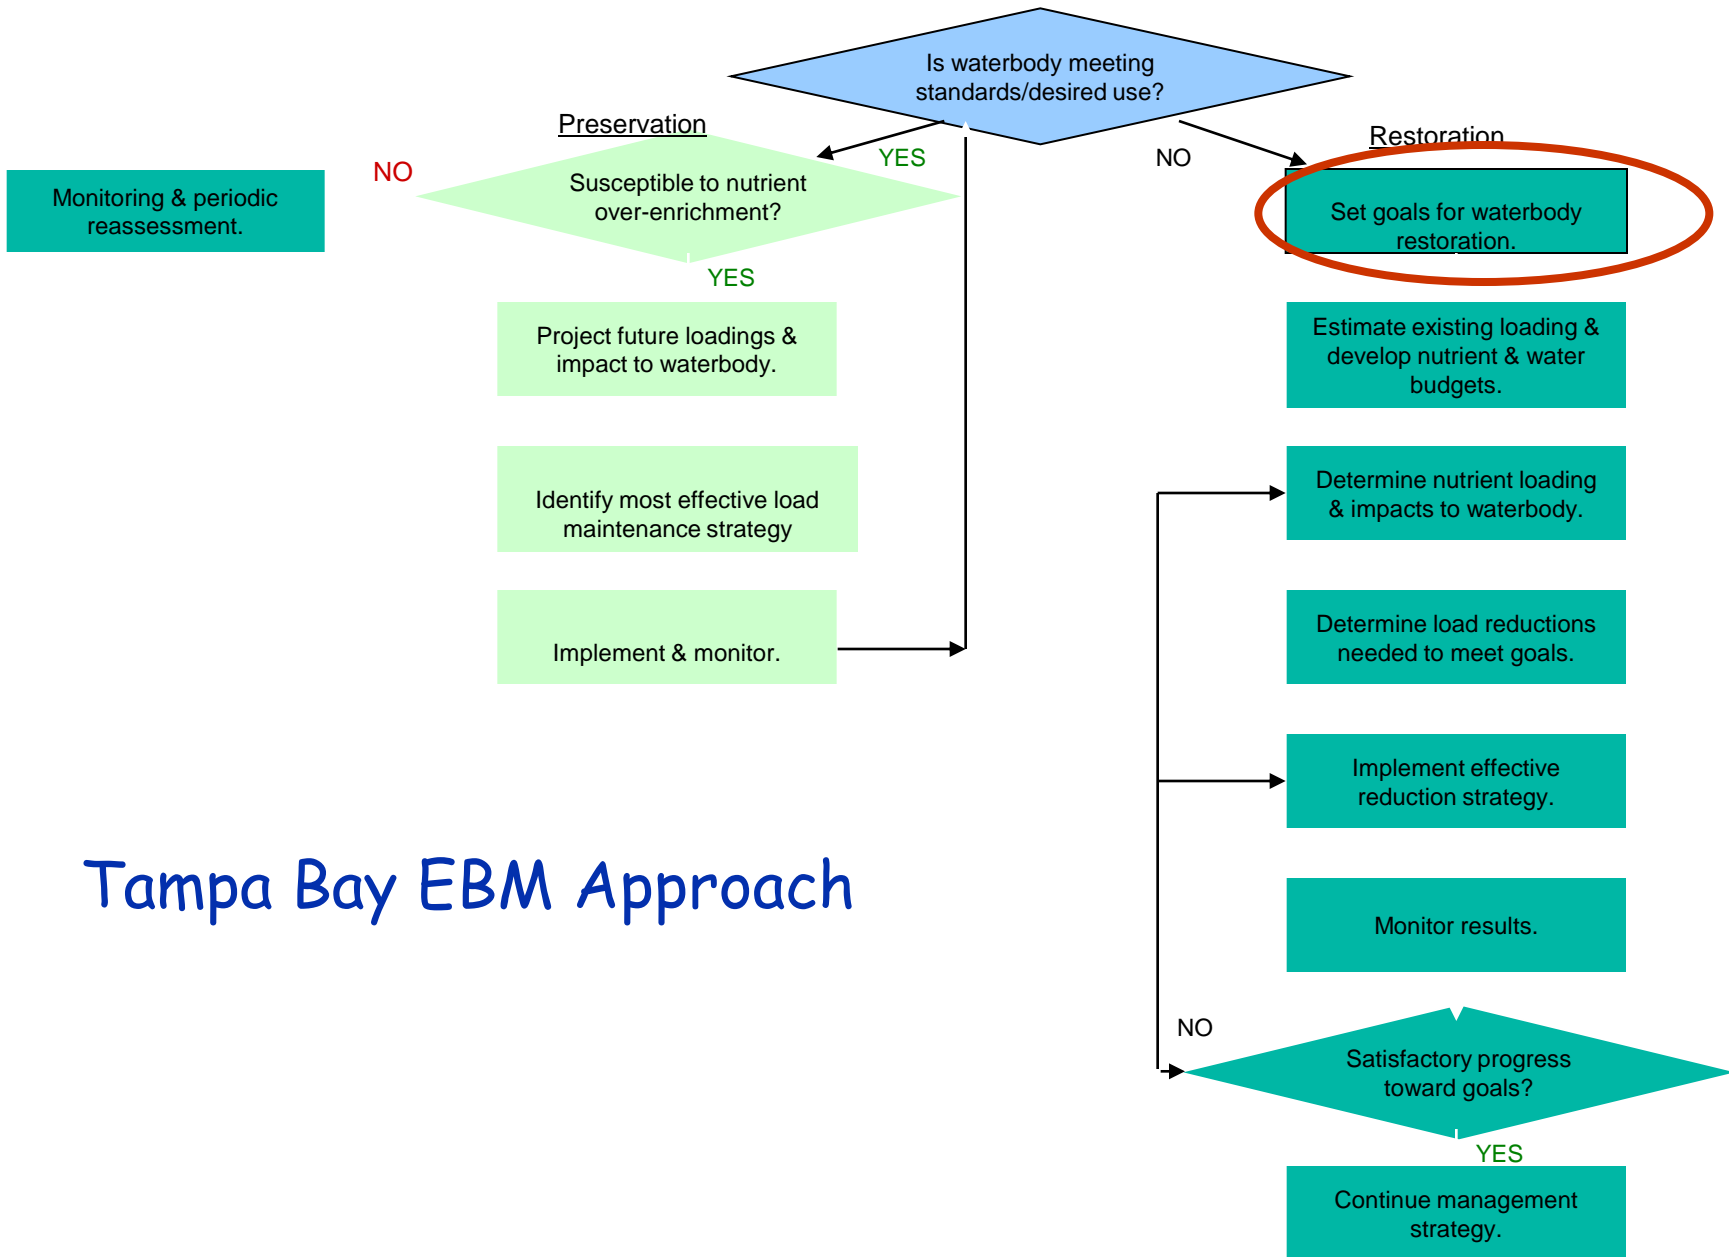 Is waterbody meeting
standards/desired use?
Preservation
Restoration
NO
YES
NO
Monitoring & periodic
reassessment.
Susceptible to nutrient
over-enrichment?
Set goals for waterbody
restoration.
YES
Project future loadings &
impact to waterbody.
Estimate existing loading &
develop nutrient & water
budgets.
Identify most effective load
maintenance strategy
Determine nutrient loading
& impacts to waterbody.
Implement & monitor.
Determine load reductions
needed to meet goals.
Implement effective
reduction strategy.
Tampa Bay EBM Approach
Monitor results.
NO
Satisfactory progress
toward goals?
YES
Continue management
strategy.